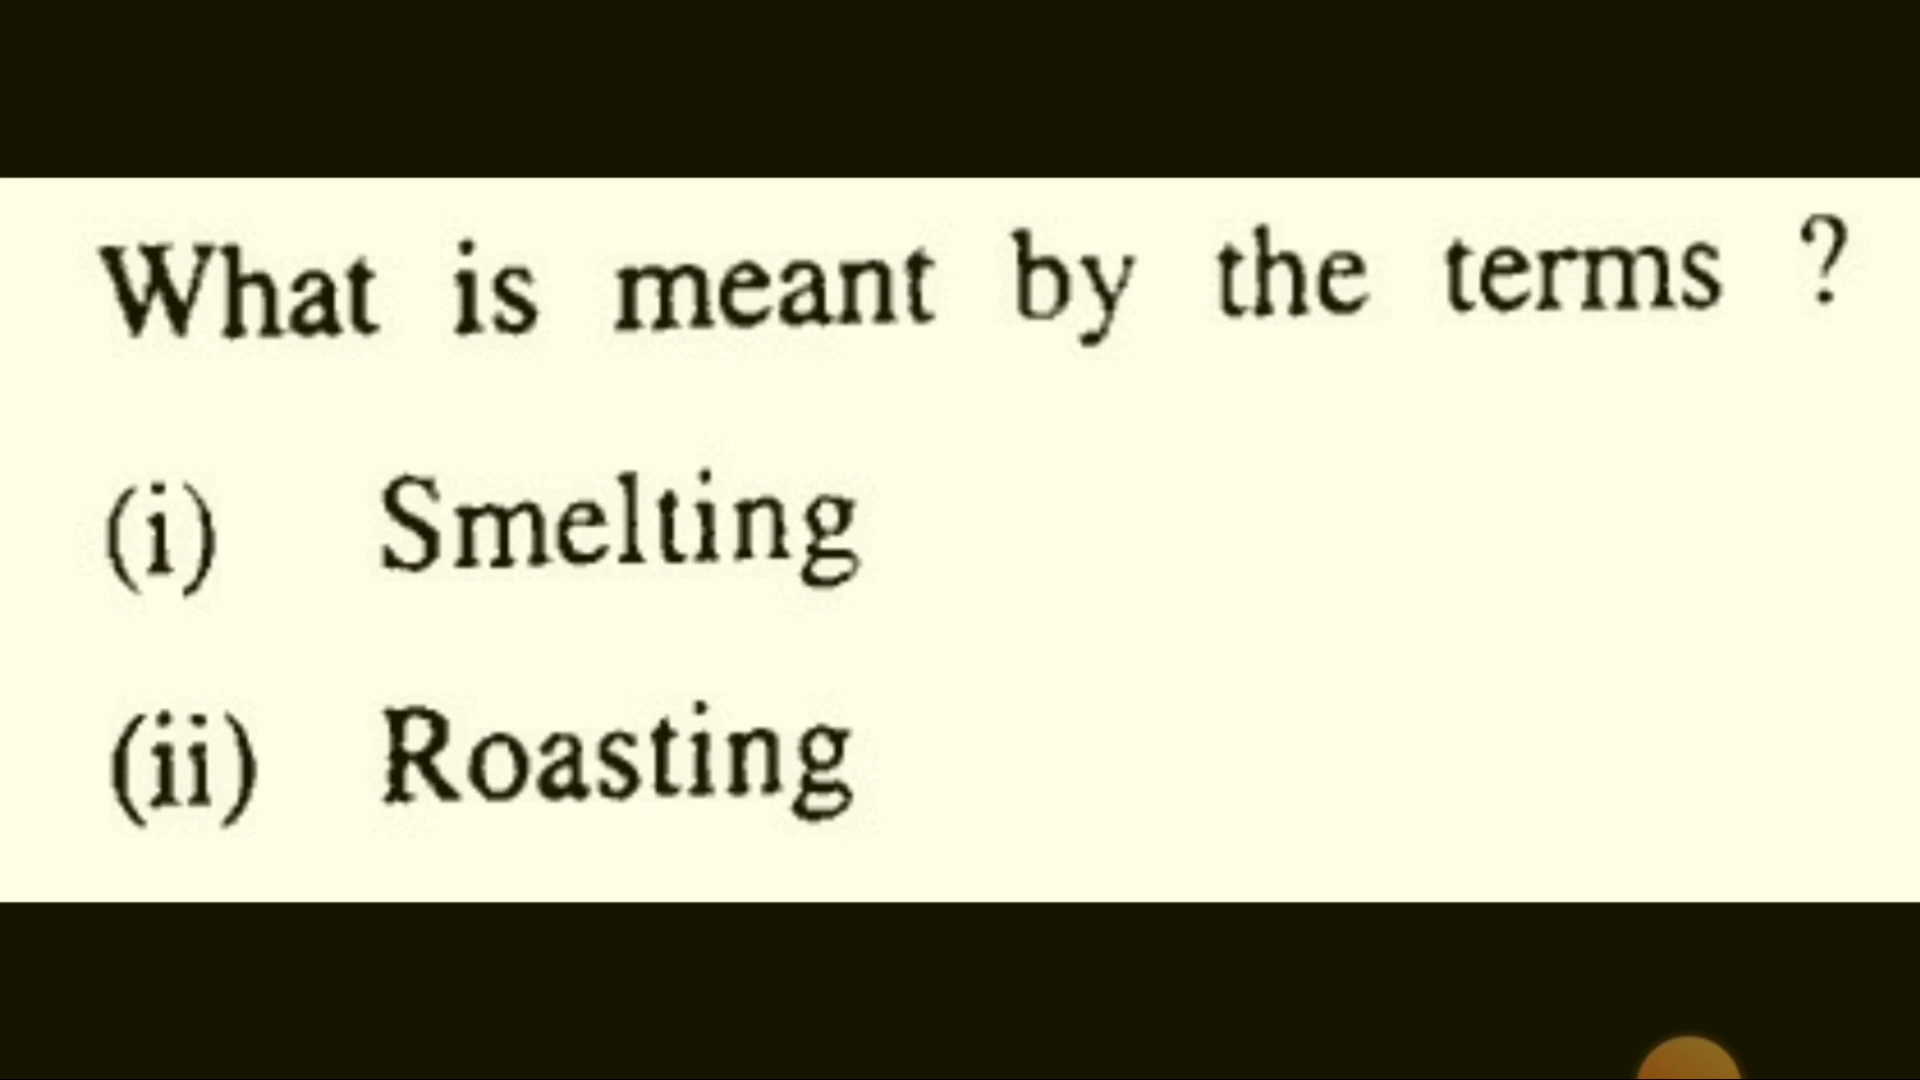 What is meant by the terms ?
(i) Smelting
(ii) Roasting